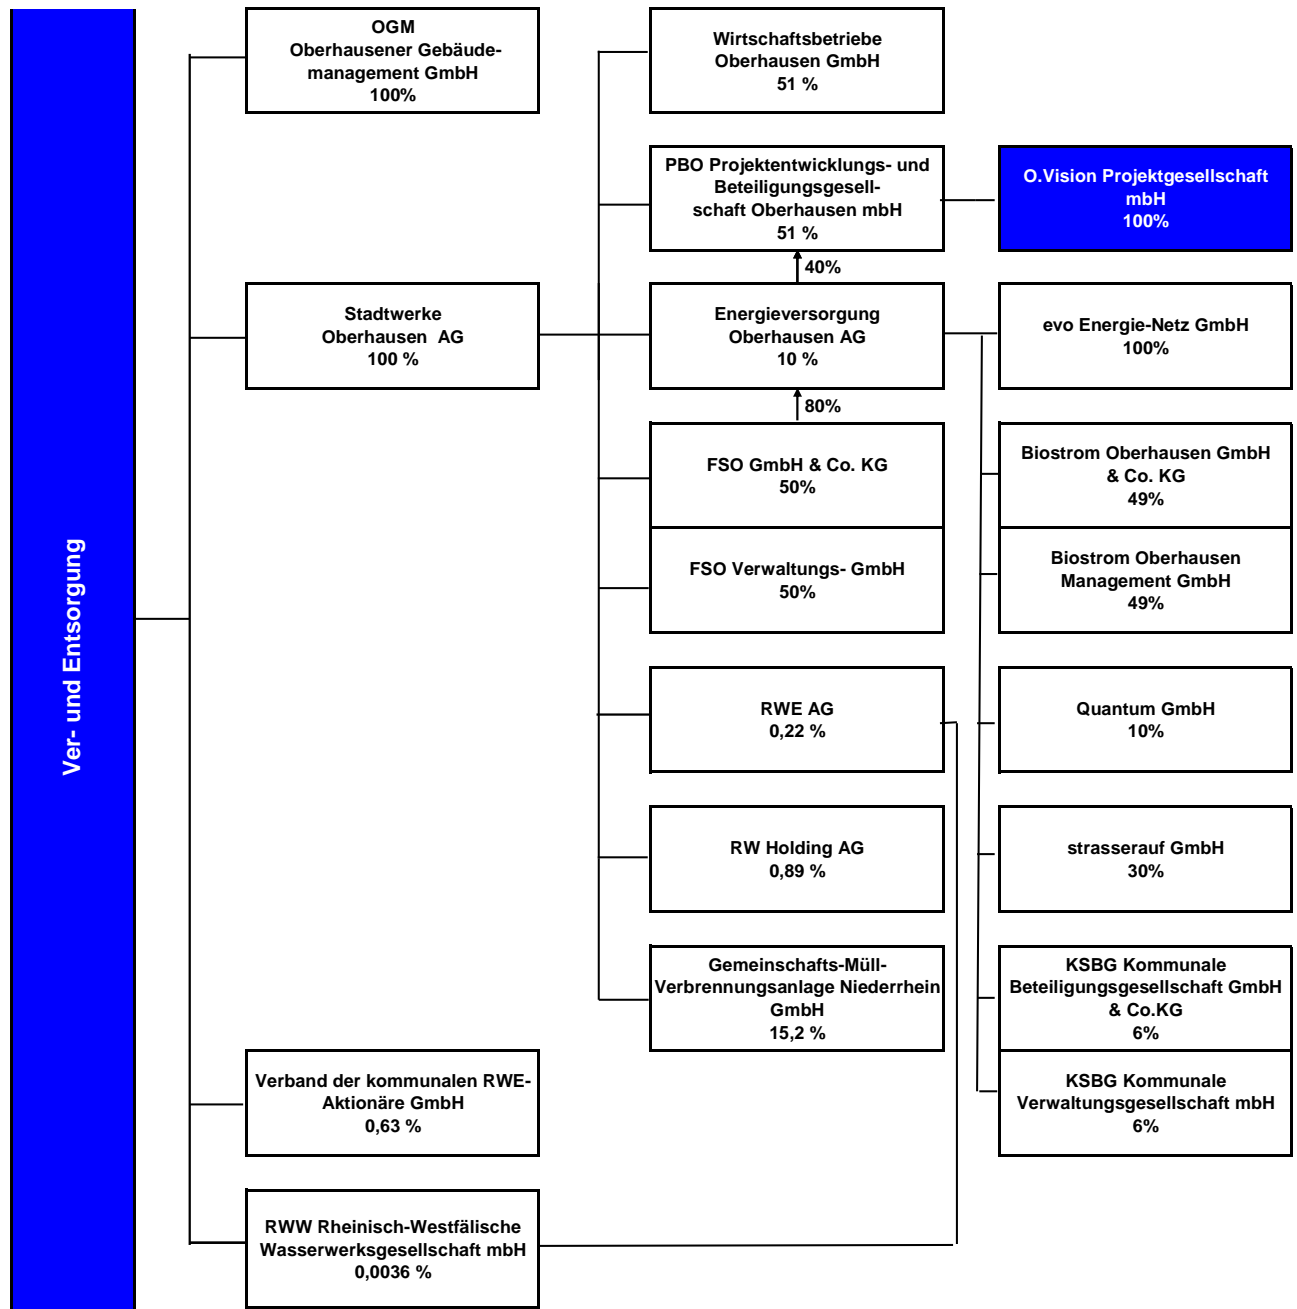 Ver- und Entsorgung
OGM
Oberhausener Gebäude-
management GmbH
100%
Stadtwerke
Oberhausen AG
100 %
Verband der kommunalen RWE-
Aktionäre GmbH
0,63 %
RWW Rheinisch-Westfälische
Wasserwerksgesellschaft mbH
0,0036 %
Wirtschaftsbetriebe
Oberhausen GmbH
51 %
PBO Projektentwicklungs- und
Beteiligungsgesell-
schaft Oberhausen mbH
51 %
40%
Energieversorgung
Oberhausen AG
10 %
80%
FSO GmbH & Co. KG
50%
FSO Verwaltungs- GmbH
50%
RWE AG
0,22 %
RW Holding AG
0,89 %
Gemeinschafts-Müll-
Verbrennungsanlage Niederrhein
GmbH
15,2 %
O.Vision Projektgesellschaft
mbH
100%
evo Energie-Netz GmbH
100%
Biostrom Oberhausen GmbH
& Co. KG
49%
Biostrom Oberhausen
Management GmbH
49%
Quantum GmbH
10%
strasserauf GmbH
30%
KSBG Kommunale
Beteiligungsgesellschaft GmbH
& Co.KG
6%
KSBG Kommunale
Verwaltungsgesellschaft mbH
6%